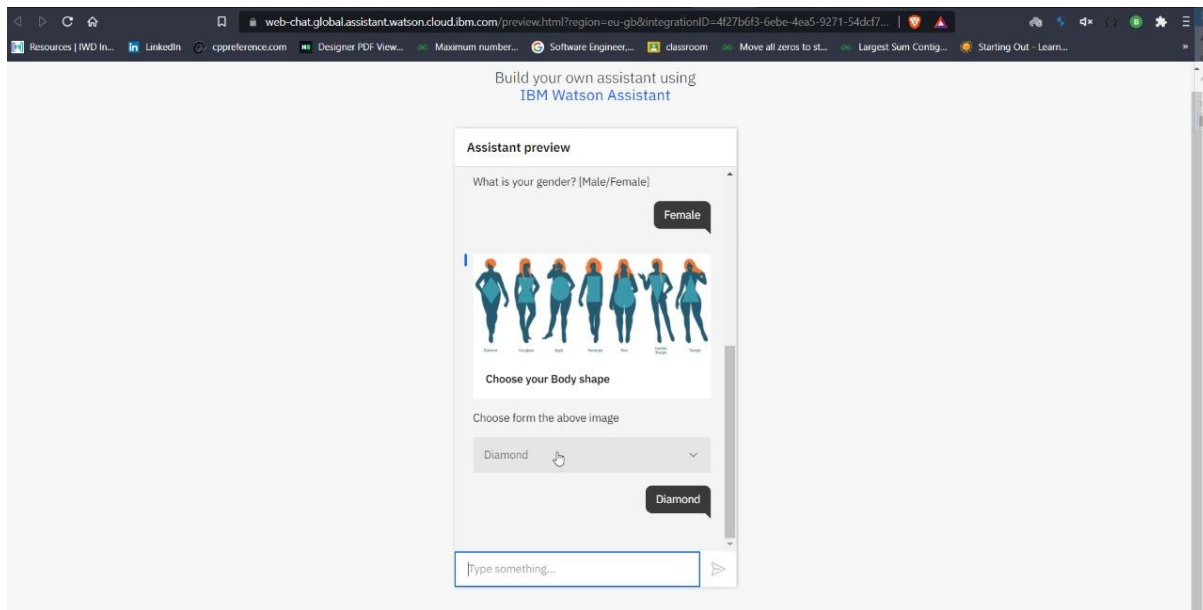 web-chat.global.assistant.watson.cloud.ibm.com/preview.html?region=eu-gb&integrationID=4f27b6f3-6ebe-4ea5-9271-54dcf7...
Resources | IWD In... LinkedIn cppreference.com Designer PDF View... Maximum number... Software Engineer,... classroom Move all zeros to st... Largest Sum Contig... Starting Out - Learn...
Build your own assistant using
IBM Watson Assistant
Assistant preview
What is your gender? [Male/Female]
Female
Choose your Body shape
Choose form the above image
Diamond
Diamond
Type something...